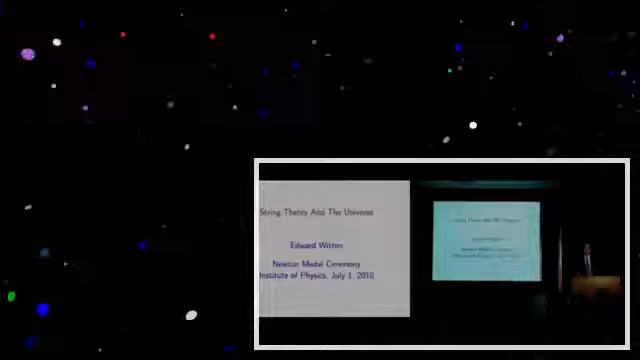 String Theory And The Universe
Edward Witten
Newton Medal Ceremony
Institute of Physics, July 1, 2010